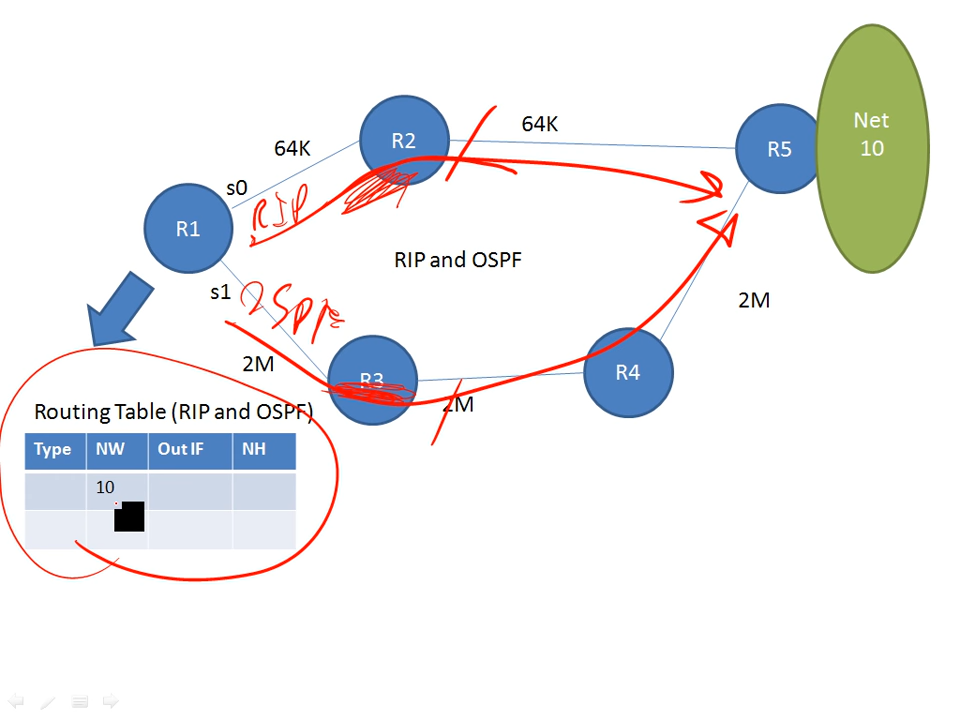 64K
64K
R2
R5
Net
10
s0
RIP
R1
RIP and OSPF
s1
2M
2M
R3
R4
2M
Routing Table (RIP and OSPF)
Type NW Out IF NH
10